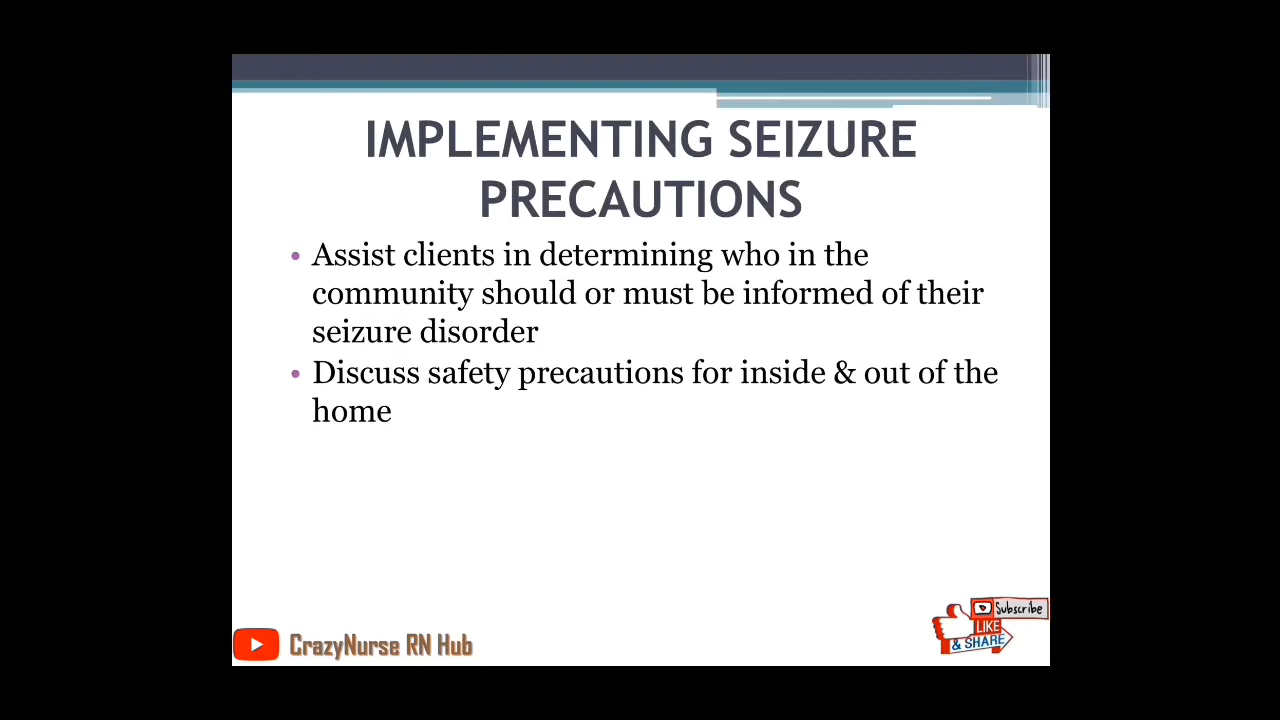 IMPLEMENTING SEIZURE
PRECAUTIONS
• Assist clients in determining who in the
community should or must be informed of their
seizure disorder
• Discuss safety precautions for inside & out of the
home
Subscribe
LIKE
& SHARE
CrazyNurse RN Hub